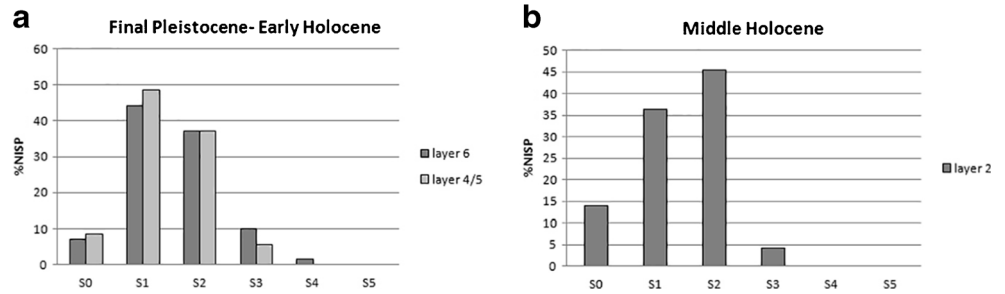 a
Final Pleistocene- Early Holocene
60
50
40
30
20
10
0
%NISP
S0 S1 S2 S3 S4 S5
layer 6
layer 4/5
b
Middle Holocene
50
45
40
35
30
25
20
15
10
5
0
%NISP
S0 S1 S2 S3 S4 S5
layer 2